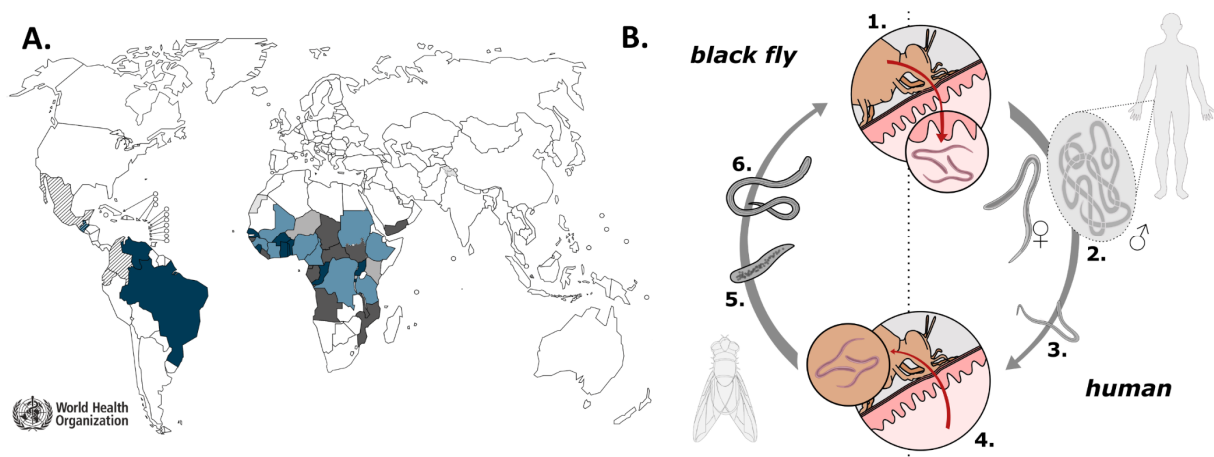 A.
World Health
Organization
B.
black fly
1.
2.
♀
♂
3.
human
4.
5.
6.